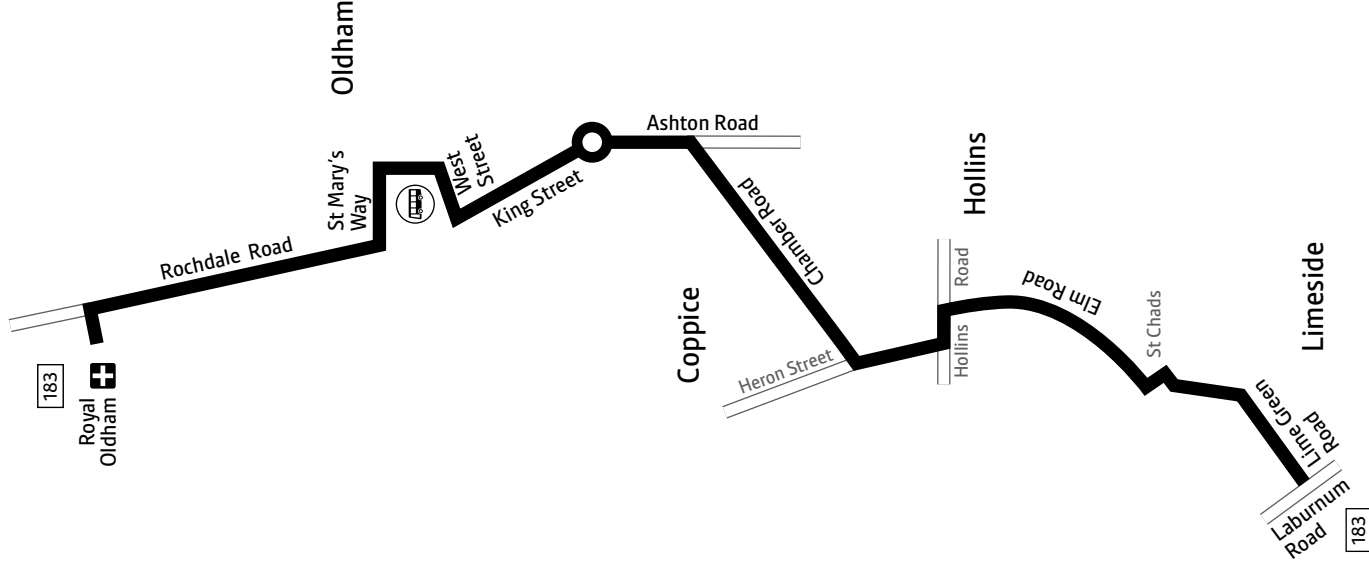 Oldham
St Mary's
Way
West
Street
King Street
Ashton Road
Rochdale Road
183
Royal
Oldham
Coppice
Chamber Road
Heron Street
Hollins
Road
Hollins
Elm Road
St Chads
Limeside
Lime Green
Road
Laburnum
Road
183